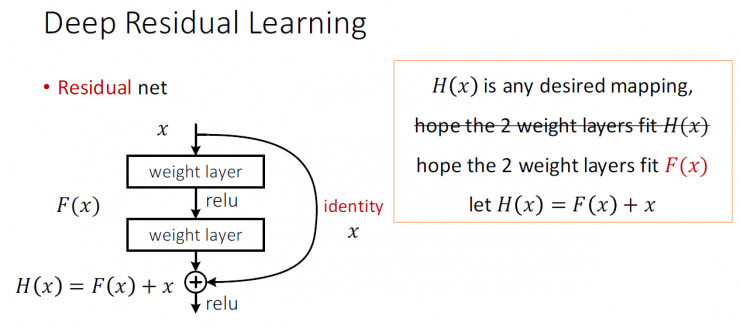 Deep Residual Learning
• Residual net
x
weight layer
relu
F(x)
weight layer
identity
x
H(x) = F(x) + x
relu
H(x) is any desired mapping,
hope the 2 weight layers fit H(x)
hope the 2 weight layers fit F(x)
let H(x) = F(x) + x